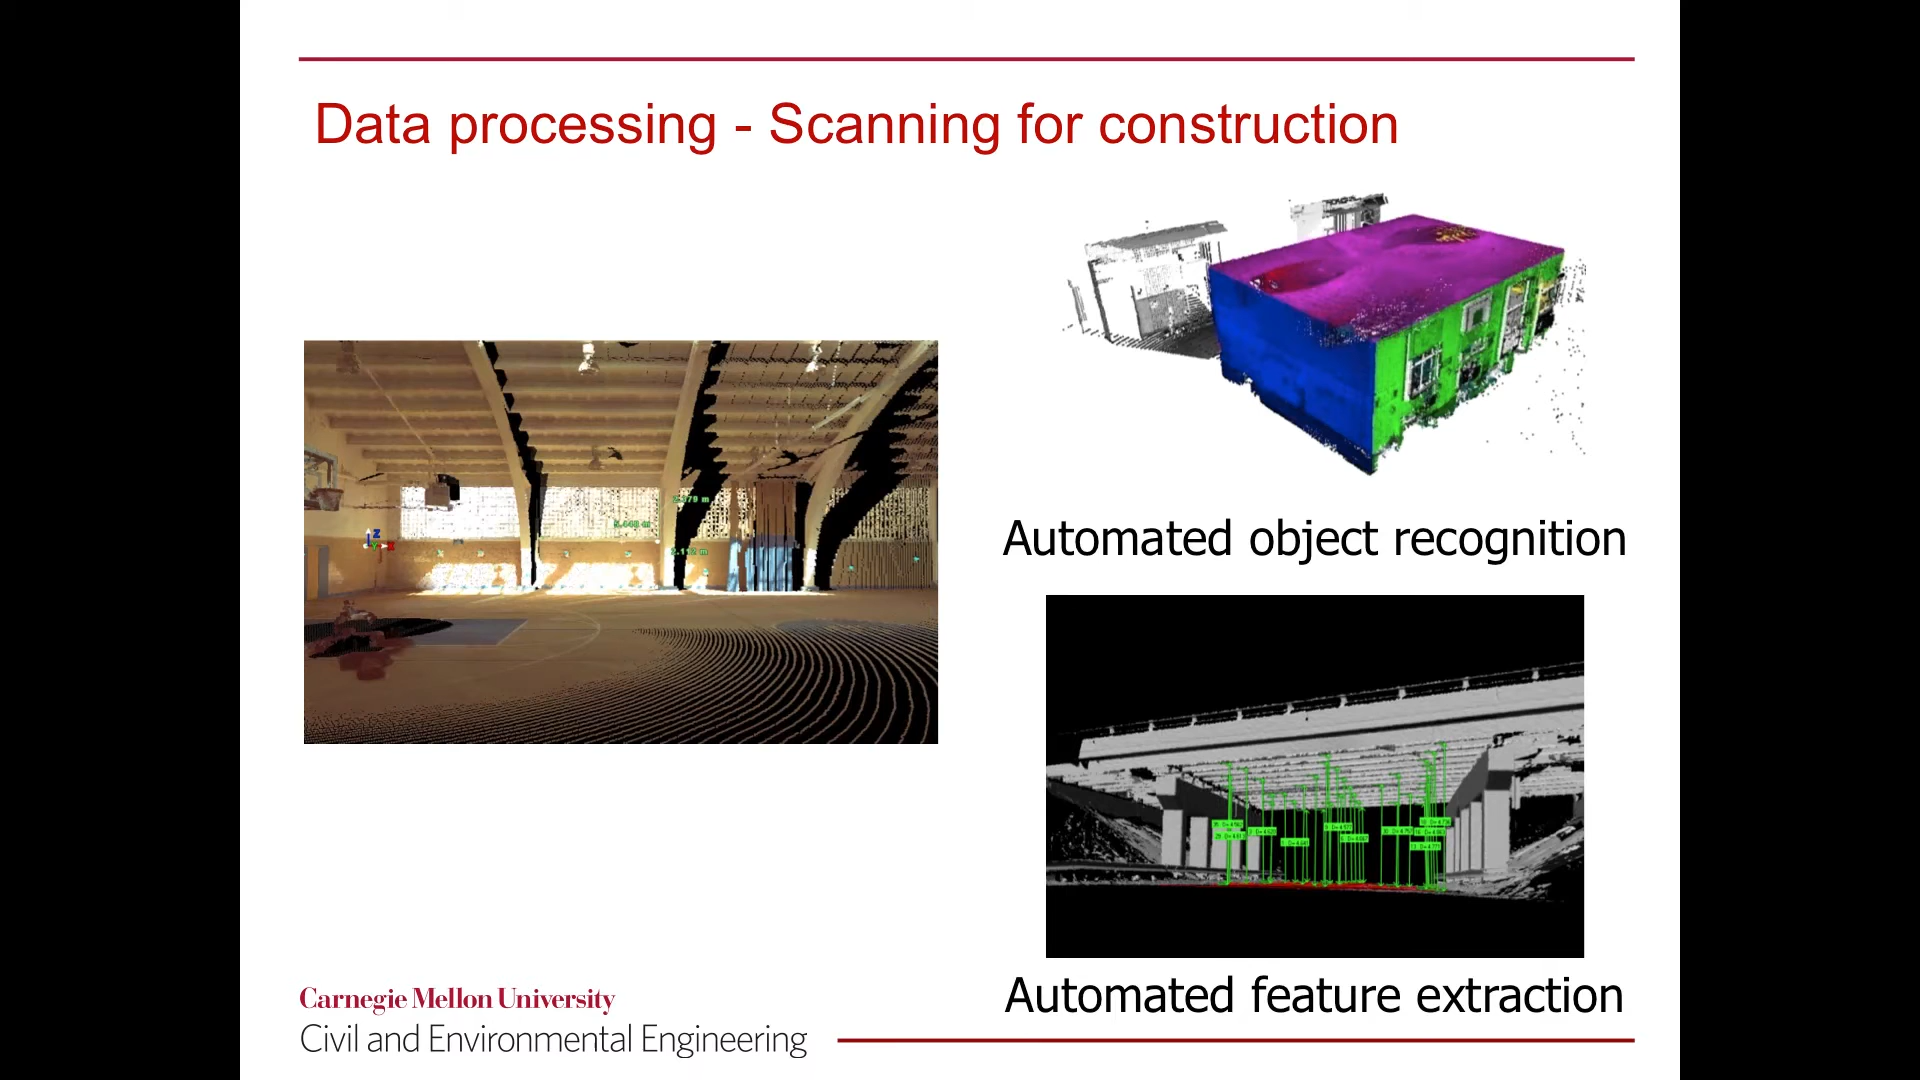 Data processing - Scanning for construction
Automated object recognition
Automated feature extraction
Carnegie Mellon University
Civil and Environmental Engineering